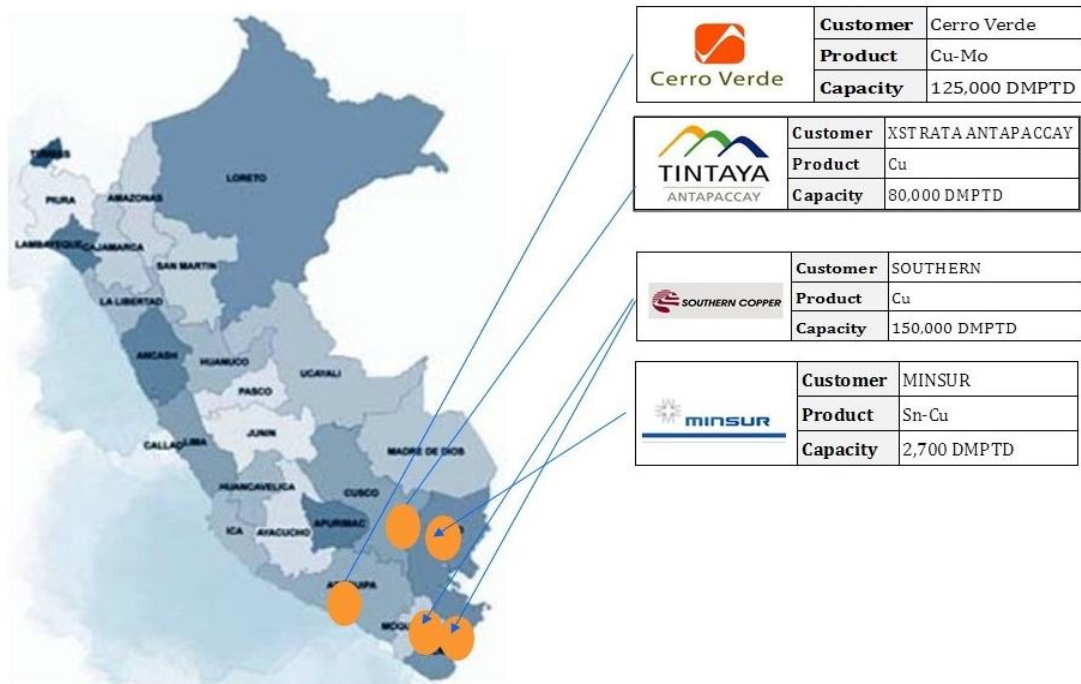 Cerro Verde
Customer Cerro Verde
Product Cu-Mo
Capacity 125,000 DMPTD
TINTAYA
ANTAPACCAY
Customer XSTRATA ANTAPACCAY
Product Cu
Capacity 80,000 DMPTD
SOUTHERN COPPER
Customer SOUTHERN
Product Cu
Capacity 150,000 DMPTD
MINSUR
Customer MINSUR
Product Sn-Cu
Capacity 2,700 DMPTD
TUMBES
PIURA
AMAZONAS
LORETO
LAMBAYEQUE
CAJAMARCA
SAN MARTIN
LA LIBERTAD
ANCASH
HUANUCO
UCAYALI
PASCO
JUNIN
CALLAO
LIMA
MADRE DE DIOS
HUANCAVELICA
CUSCO
ICA
AYACUCHO
APURIMAC